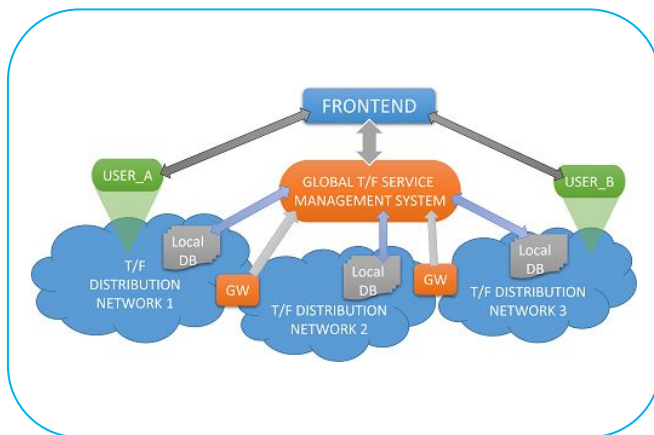 FRONTEND
USER_A
GLOBAL T/F SERVICE
MANAGEMENT SYSTEM
USER_B
Local
DB
T/F
DISTRIBUTION
NETWORK 1
GW
Local
DB
T/F DISTRIBUTION
NETWORK 2
GW
Local
DB
T/F DISTRIBUTION
NETWORK 3